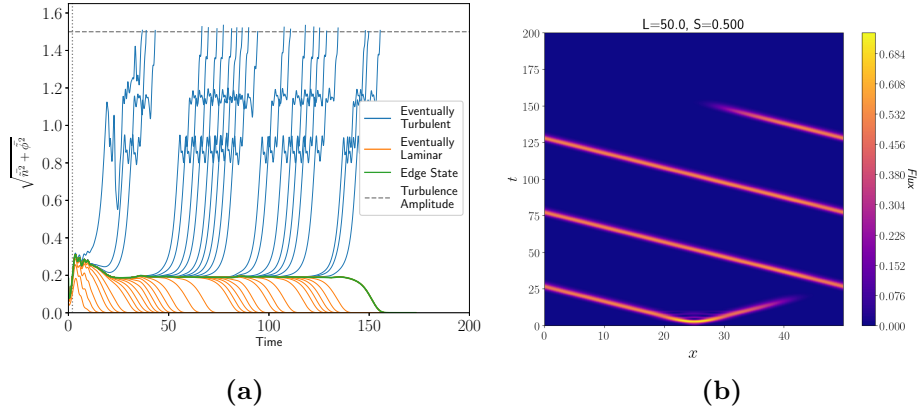 1.6
1.4
1.2
1.0
0.8
0.6
0.4
0.2
0.0
0
50
100
150
200
Time
√ñ² + φ̃²
Eventually
Turbulent
Eventually
Laminar
Edge State
Turbulence
Amplitude
(a)
L=50.0, S=0.500
200
175
150
125
100
75
50
25
0
t
0
10
20
30
40
x
0.684
0.608
0.532
0.456
0.380
0.304
0.228
0.152
0.076
0.000
Flux
(b)